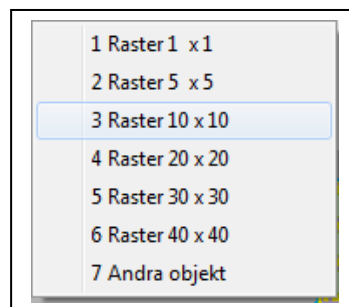 1 Raster 1 x 1
2 Raster 5 x 5
3 Raster 10 x 10
4 Raster 20 x 20
5 Raster 30 x 30
6 Raster 40 x 40
7 Andra objekt